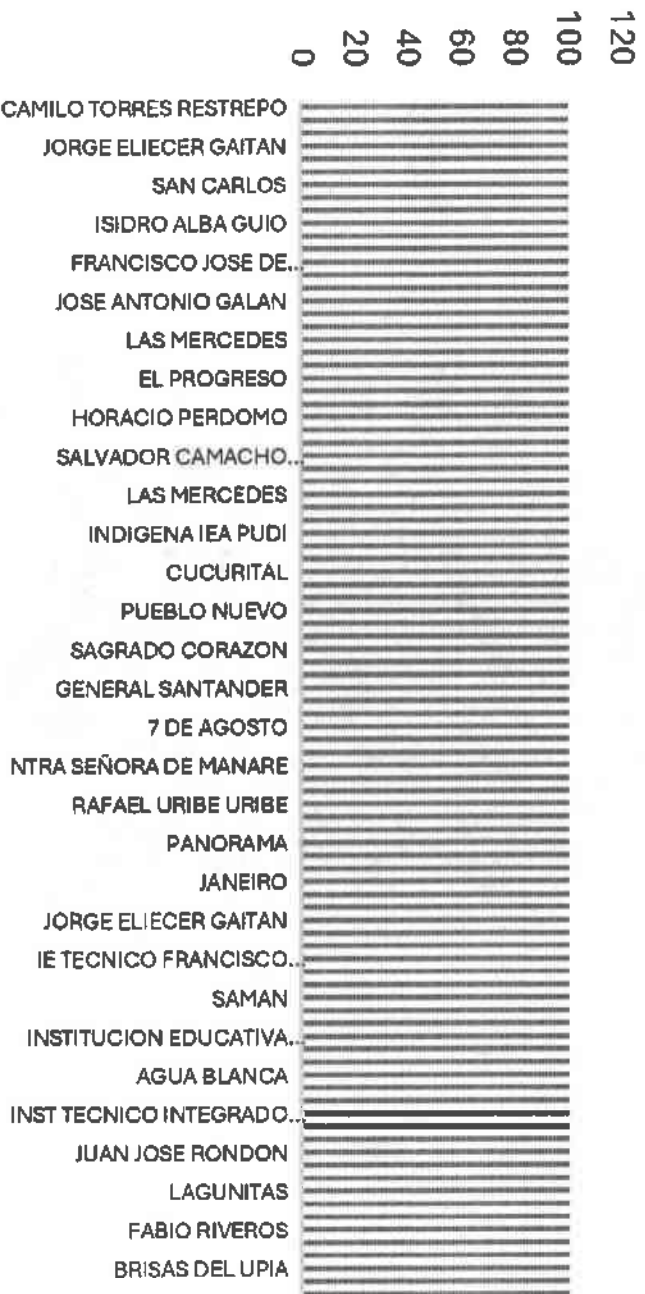 0
20
40
60
80
100
120
CAMILO TORRES RESTREPO
JORGE ELIECER GAITAN
SAN CARLOS
ISIDRO ALBA GUIO
FRANCISCO JOSE DE...
JOSE ANTONIO GALAN
LAS MERCEDES
EL PROGRESO
HORACIO PERDOMO
SALVADOR CAMACHO...
LAS MERCEDES
INDIGENA IEA PUDI
CUCURITAL
PUEBLO NUEVO
SAGRADO CORAZON
GENERAL SANTANDER
7 DE AGOSTO
NTRA SEÑORA DE MANARE
RAFAEL URIBE URIBE
PANORAMA
JANEIRO
JORGE ELIECER GAITAN
IE TECNICO FRANCISCO...
SAMAN
INSTITUCION EDUCATIVA...
AGUA BLANCA
INST TECNICO INTEGRADO...
JUAN JOSE RONDON
LAGUNITAS
FABIO RIVEROS
BRISAS DEL UPIA